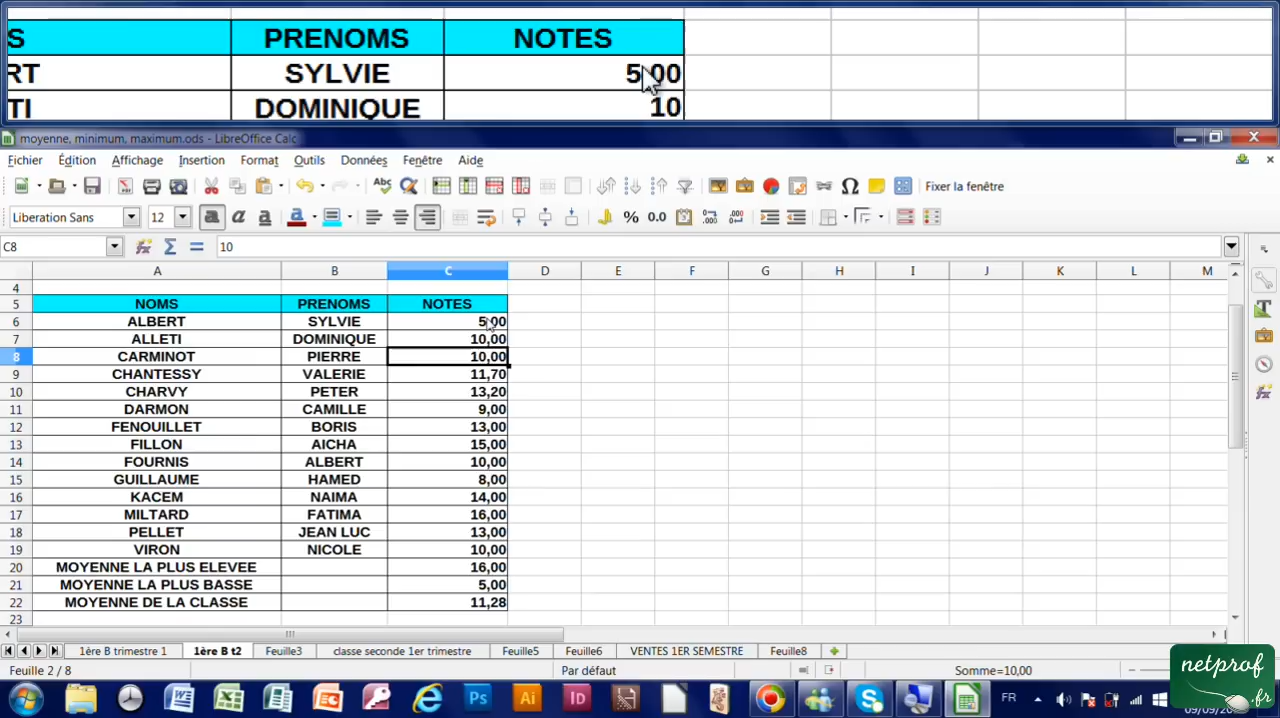 S PRENOMS NOTES
RT SYLVIE 5,00
TI DOMINIQUE 10
moyenne, minimum, maximum.ods - LibreOffice Calc
Fichier Édition Affichage Insertion Format Outils Données Fenêtre Aide
Fixer la fenêtre
Liberation Sans 12
C8 10
A B C D E F G H I J K L M
4
5 NOMS PRENOMS NOTES
6 ALBERT SYLVIE 5,00
7 ALLETI DOMINIQUE 10,00
8 CARMINOT PIERRE 10,00
9 CHANTESSY VALERIE 11,70
10 CHARVY PETER 13,20
11 DARMON CAMILLE 9,00
12 FENOUILLET BORIS 13,00
13 FILLON AICHA 15,00
14 FOURNIS ALBERT 10,00
15 GUILLAUME HAMED 8,00
16 KACEM NAIMA 14,00
17 MILTARD FATIMA 16,00
18 PELLET JEAN LUC 13,00
19 VIRON NICOLE 10,00
20 MOYENNE LA PLUS ELEVEE 16,00
21 MOYENNE LA PLUS BASSE 5,00
22 MOYENNE DE LA CLASSE 11,28
23
1ère B trimestre 1 1ère B t2 Feuille3 classe seconde 1er trimestre Feuille5 Feuille6 VENTES 1ER SEMESTRE Feuille8
Feuille 2 / 8 Par défaut Somme=10,00
netprof
.fr
Ps Ai Id FR